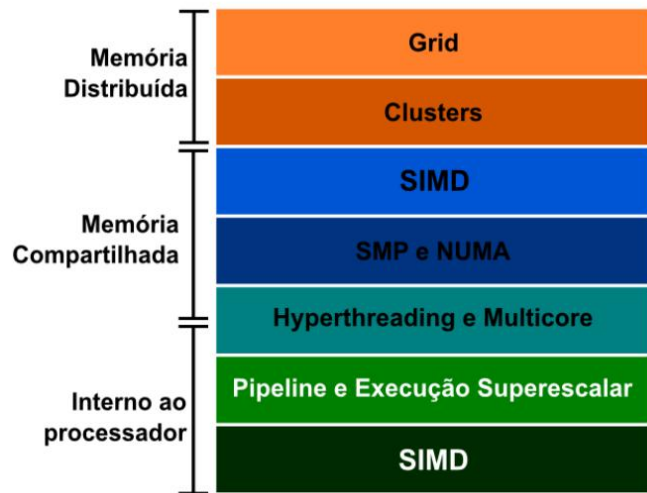 Memória
Distribuída
Grid
Clusters
Memória
Compartilhada
SIMD
SMP e NUMA
Hyperthreading e Multicore
Interno ao
processador
Pipeline e Execução Superescalar
SIMD